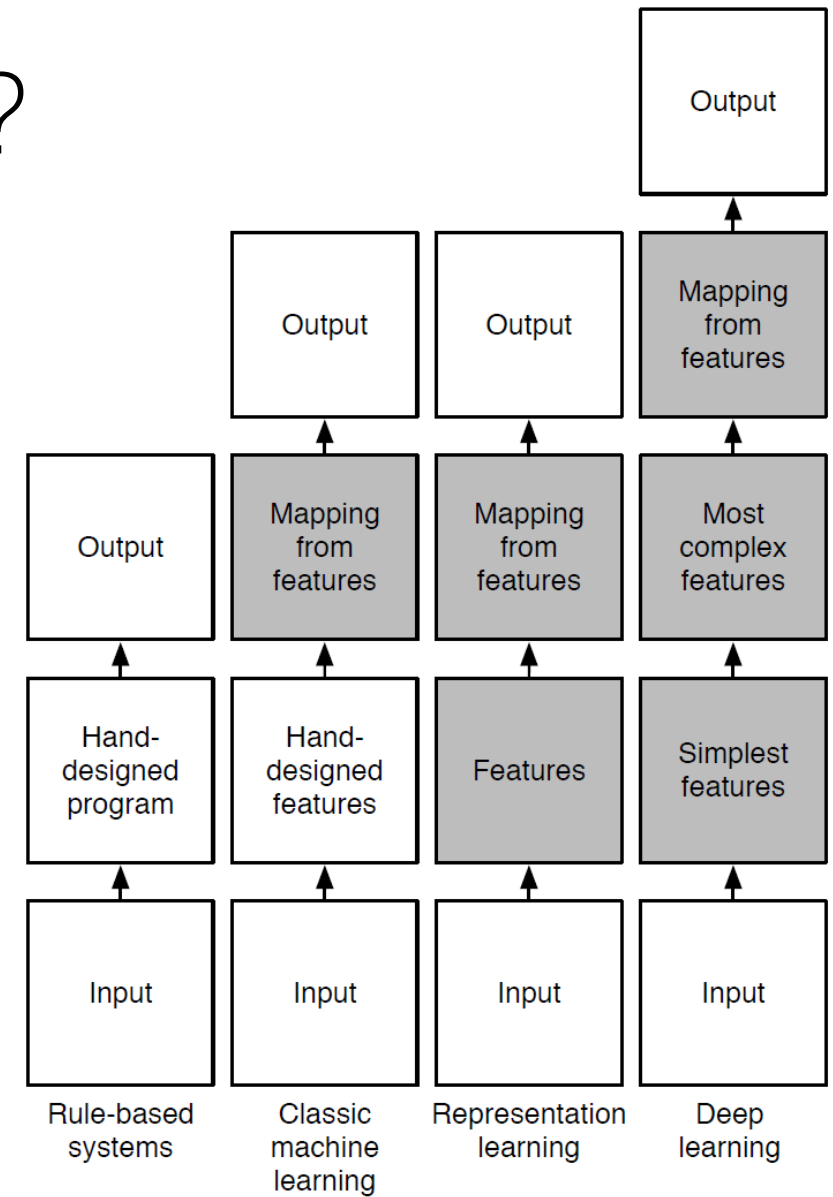 ?
Output
Output
Output
Mapping
from
features
Output
Mapping
from
features
Mapping
from
features
Most
complex
features
Hand-
designed
program
Hand-
designed
features
Features
Simplest
features
Input
Input
Input
Input
Rule-based
systems
Classic
machine
learning
Representation
learning
Deep
learning